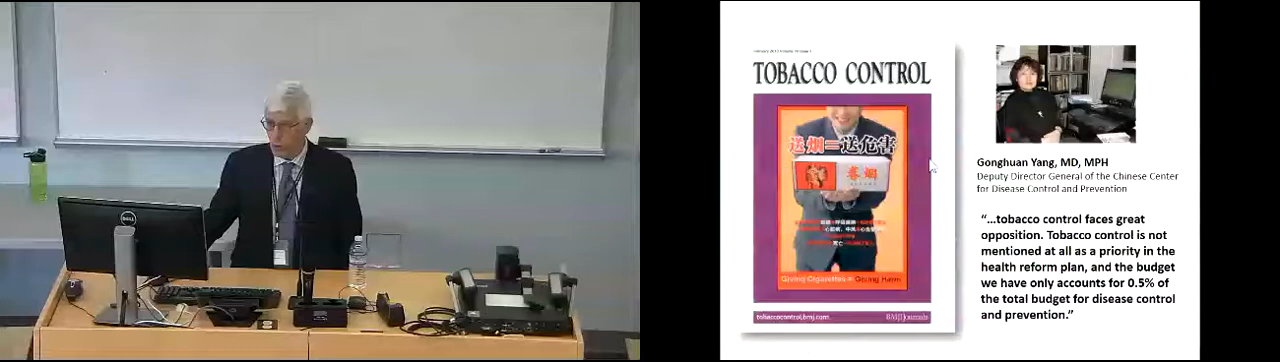 DELL
TOBACCO CONTROL
送烟=送危害
毒烟
Giving Cigarettes = Giving Harm
tobaccocontrol.bmj.com
BMJ Journals
Gonghuan Yang, MD, MPH
Deputy Director General of the Chinese Center
for Disease Control and Prevention
“…tobacco control faces great
opposition. Tobacco control is not
mentioned at all as a priority in the
health reform plan, and the budget
we have only accounts for 0.5% of
the total budget for disease control
and prevention.”